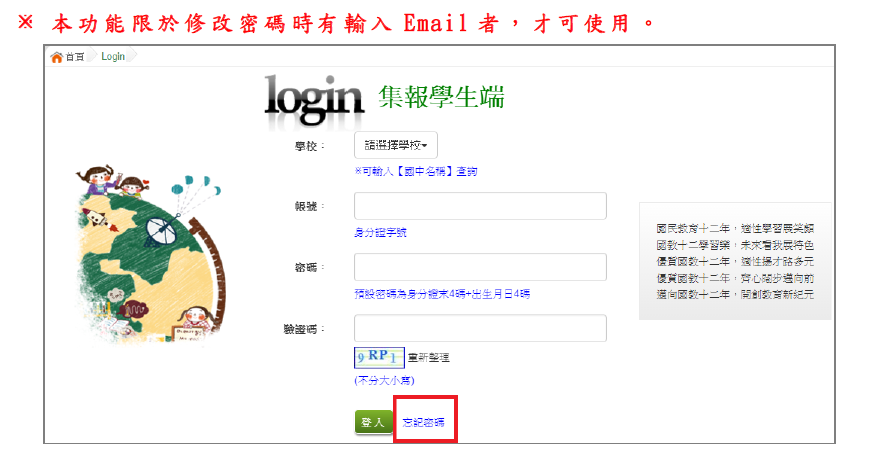 ※ 本功能限於修改密碼時有輸入 Email 者，才可使用。
首頁 Login
login 集報學生端
學校： 請選擇學校
※可輸入【國中名稱】查詢
帳號：
身分證字號
密碼：
預設密碼為身分證末4碼+出生月日4碼
驗證碼：
9 RP 1 重新整理
(不分大小寫)
登入 忘記密碼
國民教育十二年，適性學習展笑顏
國教十二學習樂，未來看我展特色
優質國教十二年，適性揚才路多元
優質國教十二年，齊心闊步邁向前
邁向國教十二年，開創教育新紀元